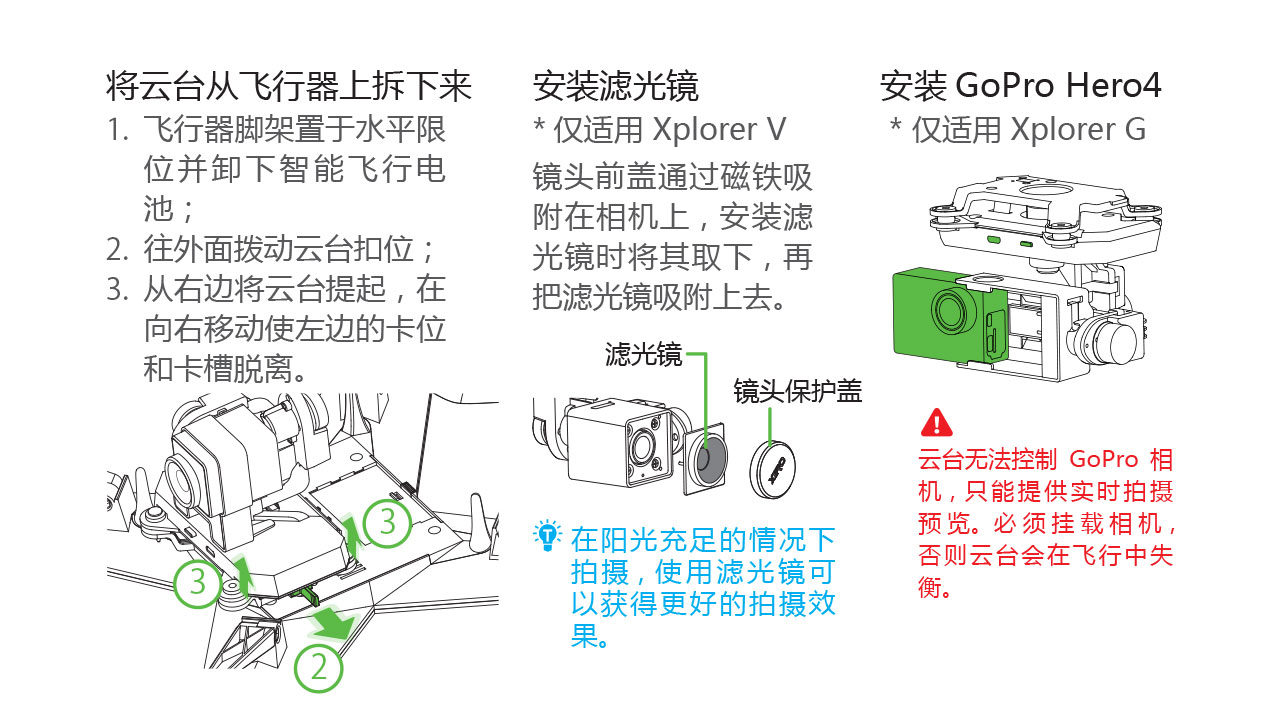 将云台从飞行器上拆下来
1. 飞行器脚架置于水平限
位并卸下智能飞行电
池；
2. 往外面拨动云台扣位；
3. 从右边将云台提起，在
向右移动使左边的卡位
和卡槽脱离。
3
3
2
安装滤光镜
* 仅适用 Xplorer V
镜头前盖通过磁铁吸
附在相机上，安装滤
光镜时将其取下，再
把滤光镜吸附上去。
滤光镜
镜头保护盖
在阳光充足的情况下
拍摄，使用滤光镜可
以获得更好的拍摄效
果。
安装 GoPro Hero4
* 仅适用 Xplorer G
云台无法控制 GoPro 相
机，只能提供实时拍摄
预览。必须挂载相机，
否则云台会在飞行中失
衡。